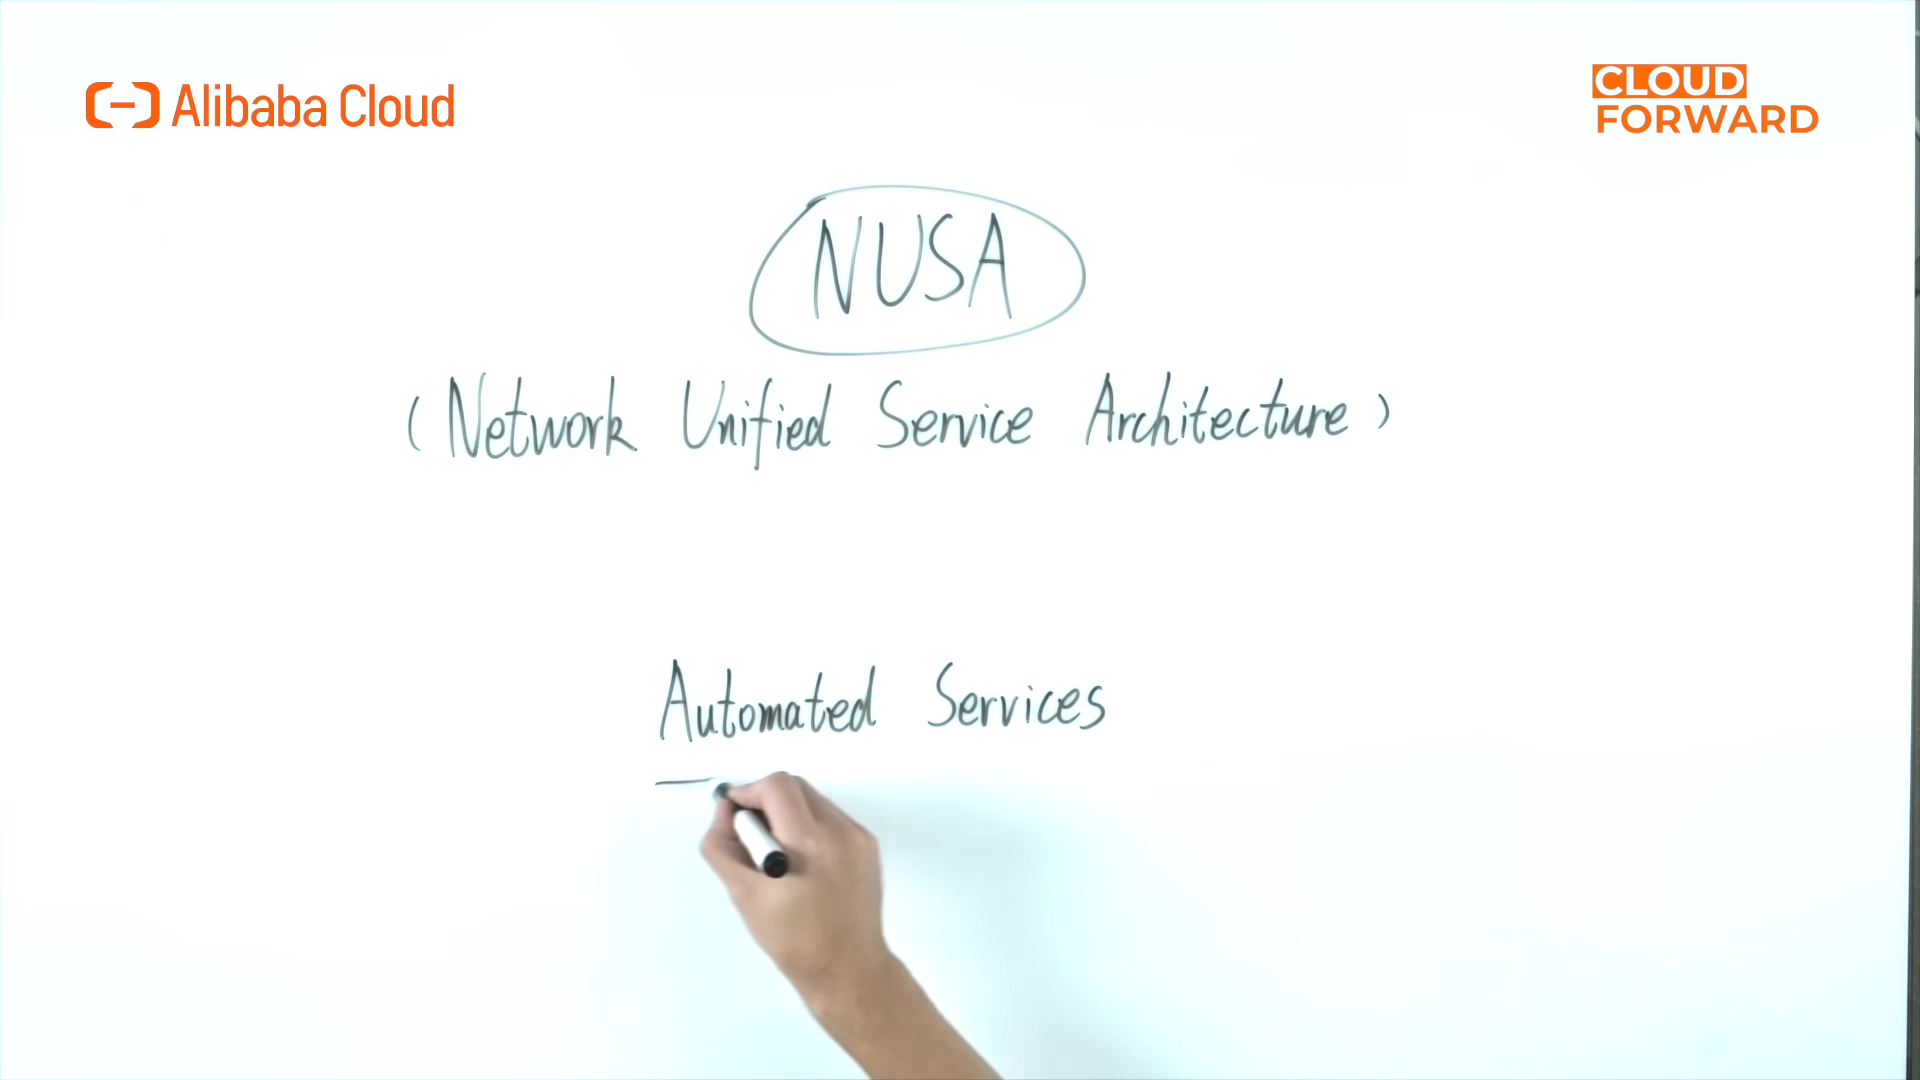 Alibaba Cloud
CLOUD
FORWARD
NUSA
(Network Unified Service Architecture)
Automated Services